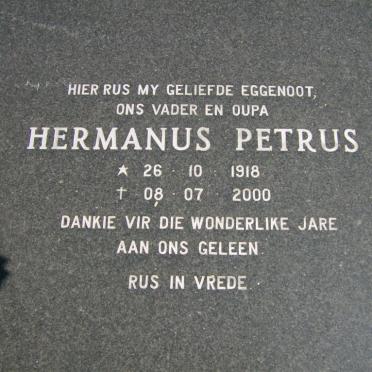 HIER RUS MY GELIEFDE EGGENOOT,
ONS VADER EN OUPA
HERMANUS PETRUS
★ 26 · 10 · 1918
† 08 · 07 · 2000
DANKIE VIR DIE WONDERLIKE JARE
AAN ONS GELEEN.
RUS IN VREDE.